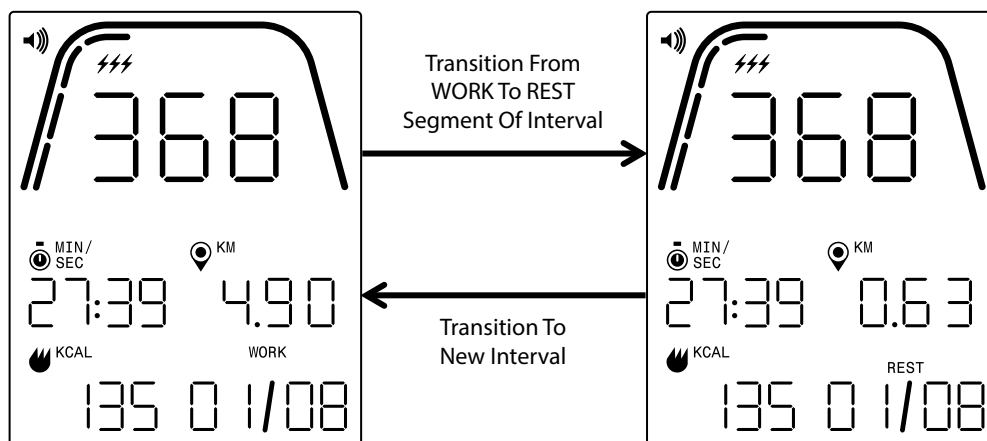 368
MIN/
SEC
KM
27:39
4.90
KCAL
WORK
135
01/08
Transition From
WORK To REST
Segment Of Interval
Transition To
New Interval
368
MIN/
SEC
KM
27:39
0.63
KCAL
REST
135
01/08